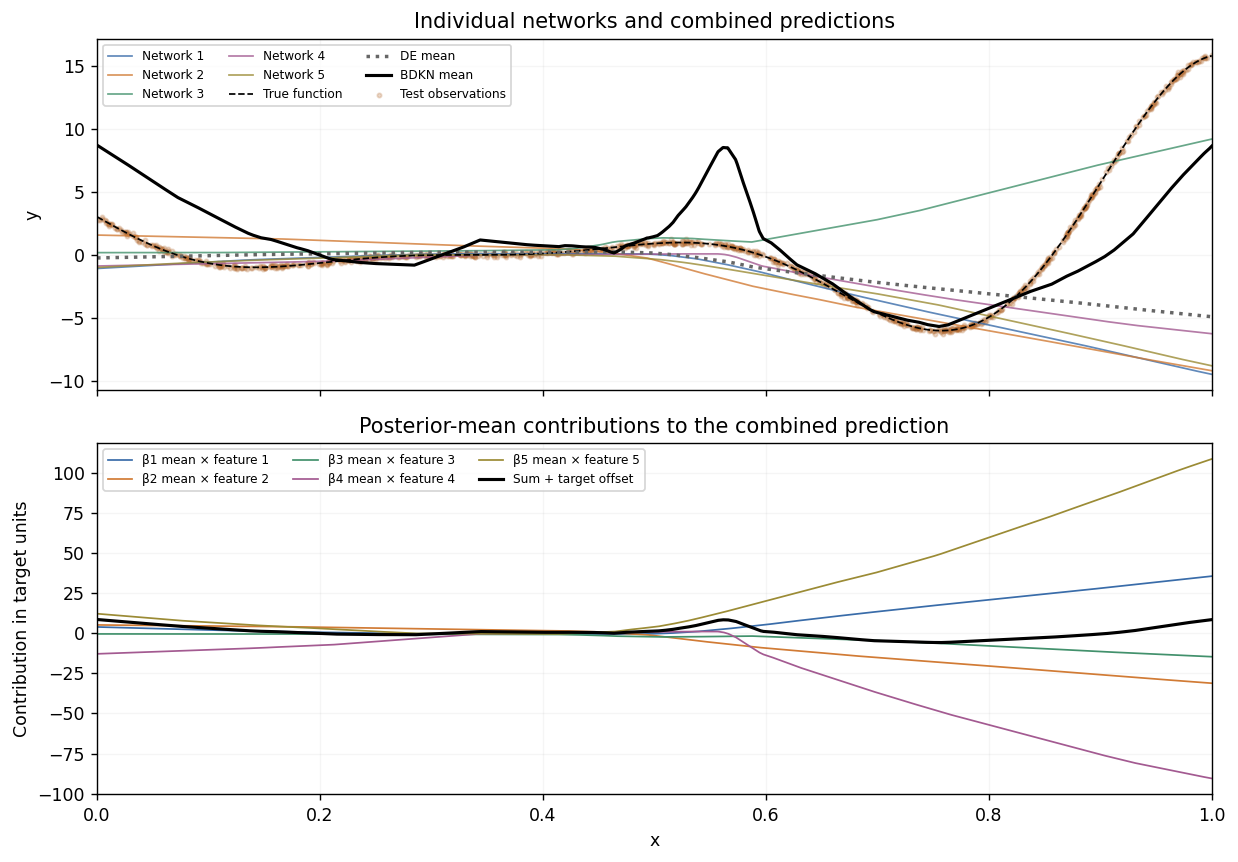 Individual networks and combined predictions
Network 1
Network 2
Network 3
Network 4
Network 5
True function
DE mean
BDKN mean
Test observations
15
10
5
0
−5
−10
y
Posterior-mean contributions to the combined prediction
β1 mean × feature 1
β2 mean × feature 2
β3 mean × feature 3
β4 mean × feature 4
β5 mean × feature 5
Sum + target offset
100
75
50
25
0
−25
−50
−75
−100
Contribution in target units
0.0 0.2 0.4 0.6 0.8 1.0
x